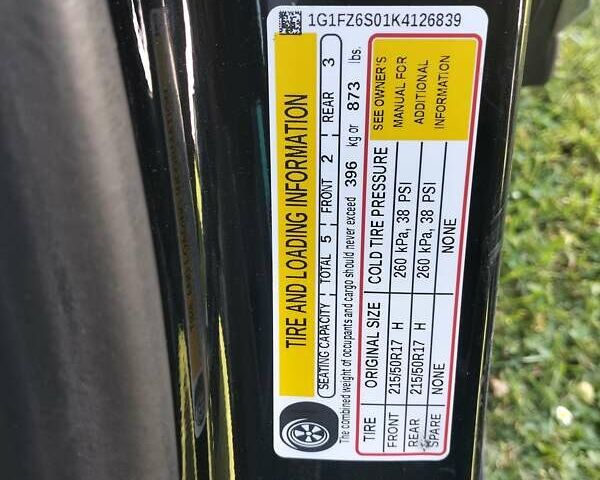 1G1FZ6S01K4126839
TIRE AND LOADING INFORMATION
SEATING CAPACITY TOTAL 5 FRONT 2 REAR 3
The combined weight of occupants and cargo should never exceed 396 kg or 873 lbs.
TIRE ORIGINAL SIZE COLD TIRE PRESSURE SEE OWNER'S
FRONT 215/50R17 H 260 kPa, 38 PSI MANUAL FOR
REAR 215/50R17 H 260 kPa, 38 PSI ADDITIONAL
SPARE NONE NONE INFORMATION